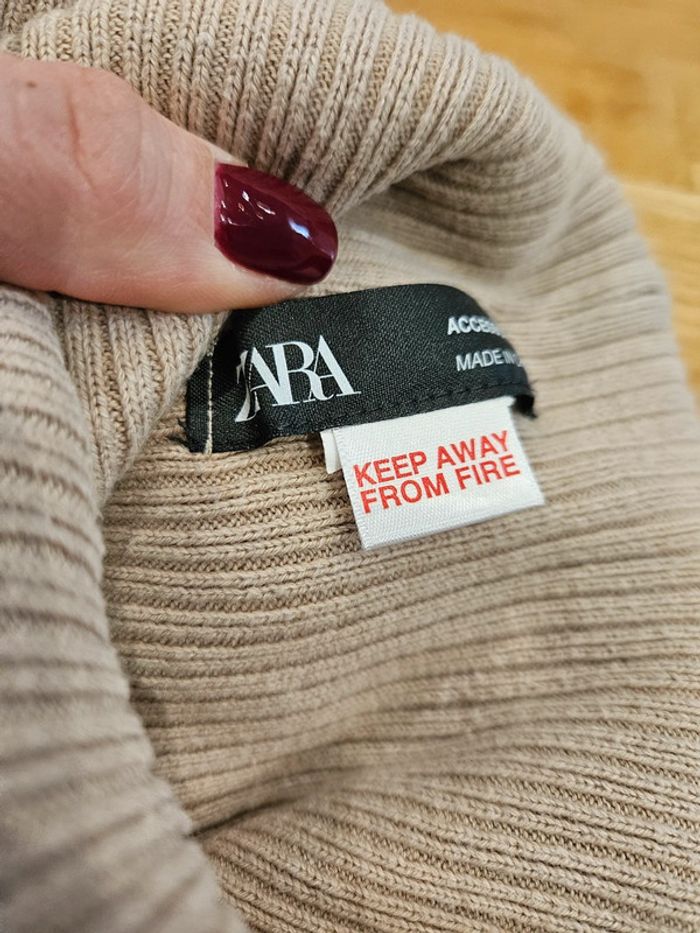 ZARA
MADE IN
KEEP AWAY
FROM FIRE